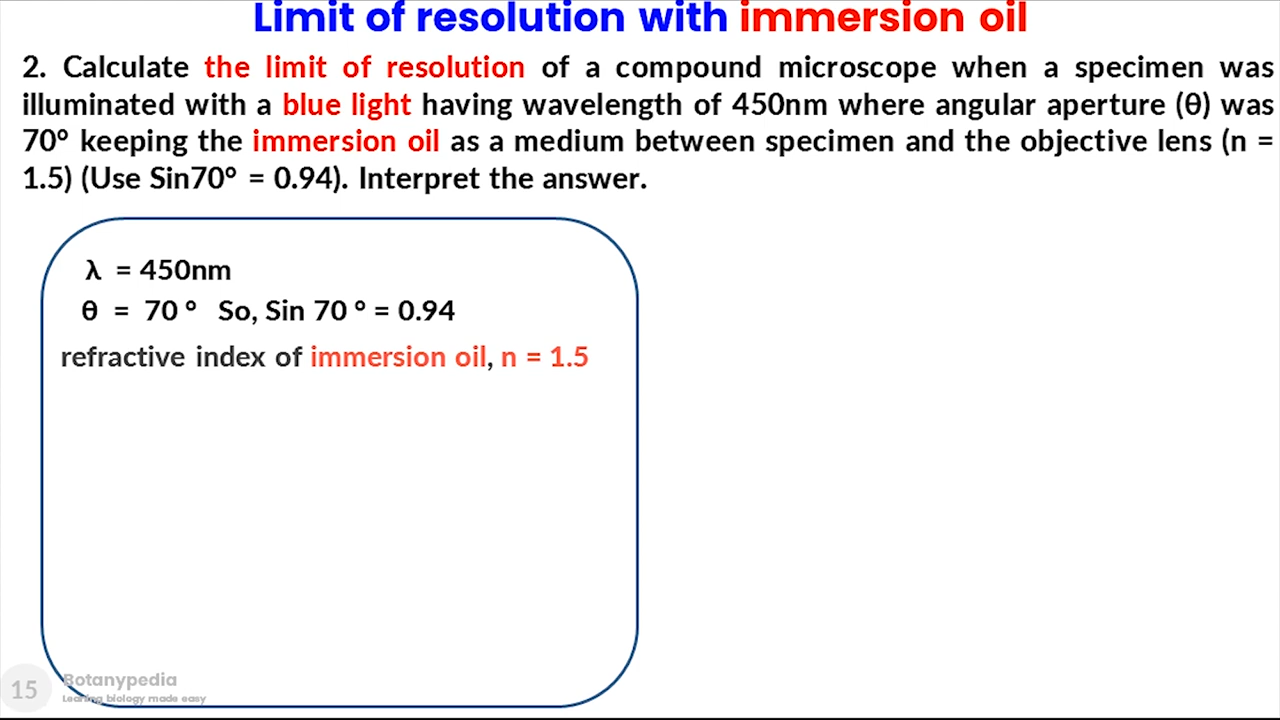 Limit of resolution with immersion oil
2. Calculate the limit of resolution of a compound microscope when a specimen was
illuminated with a blue light having wavelength of 450nm where angular aperture (θ) was
70° keeping the immersion oil as a medium between specimen and the objective lens (n =
1.5) (Use Sin70° = 0.94). Interpret the answer.
λ = 450nm
θ = 70 ° So, Sin 70 ° = 0.94
refractive index of immersion oil, n = 1.5
15
Botanypedia
Learning biology made easy